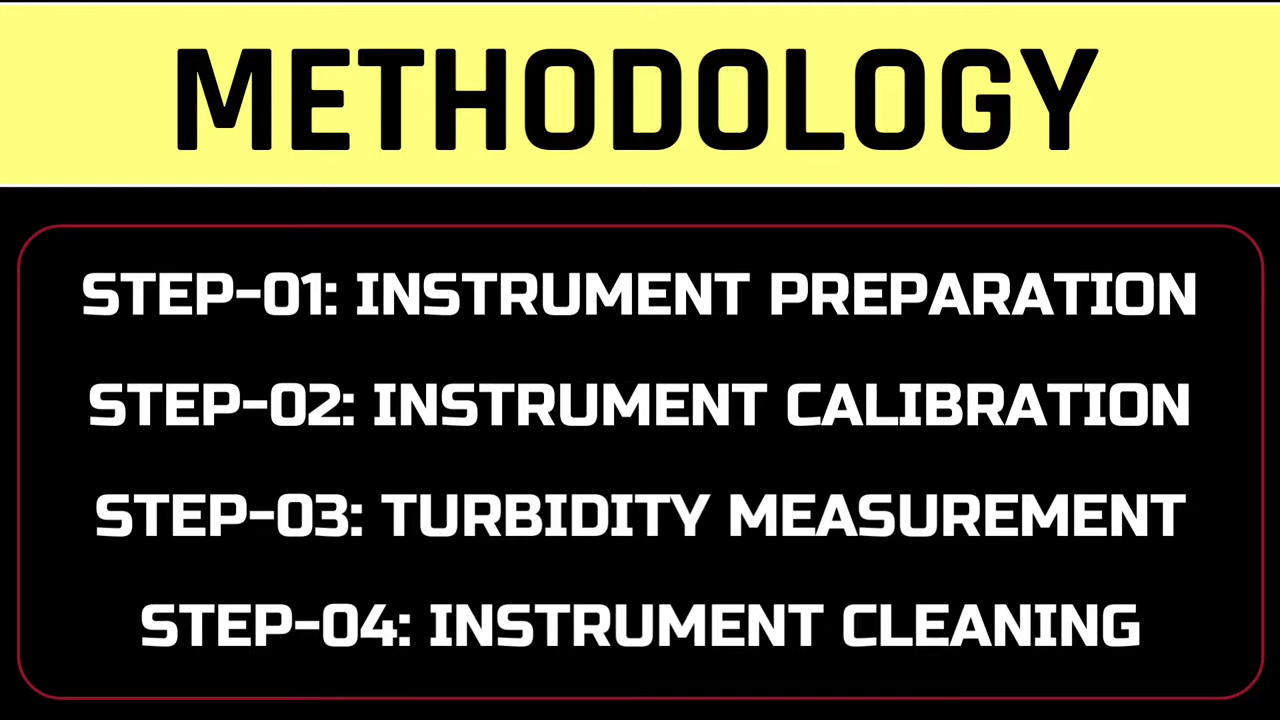 METHODOLOGY
STEP-01: INSTRUMENT PREPARATION
STEP-02: INSTRUMENT CALIBRATION
STEP-03: TURBIDITY MEASUREMENT
STEP-04: INSTRUMENT CLEANING